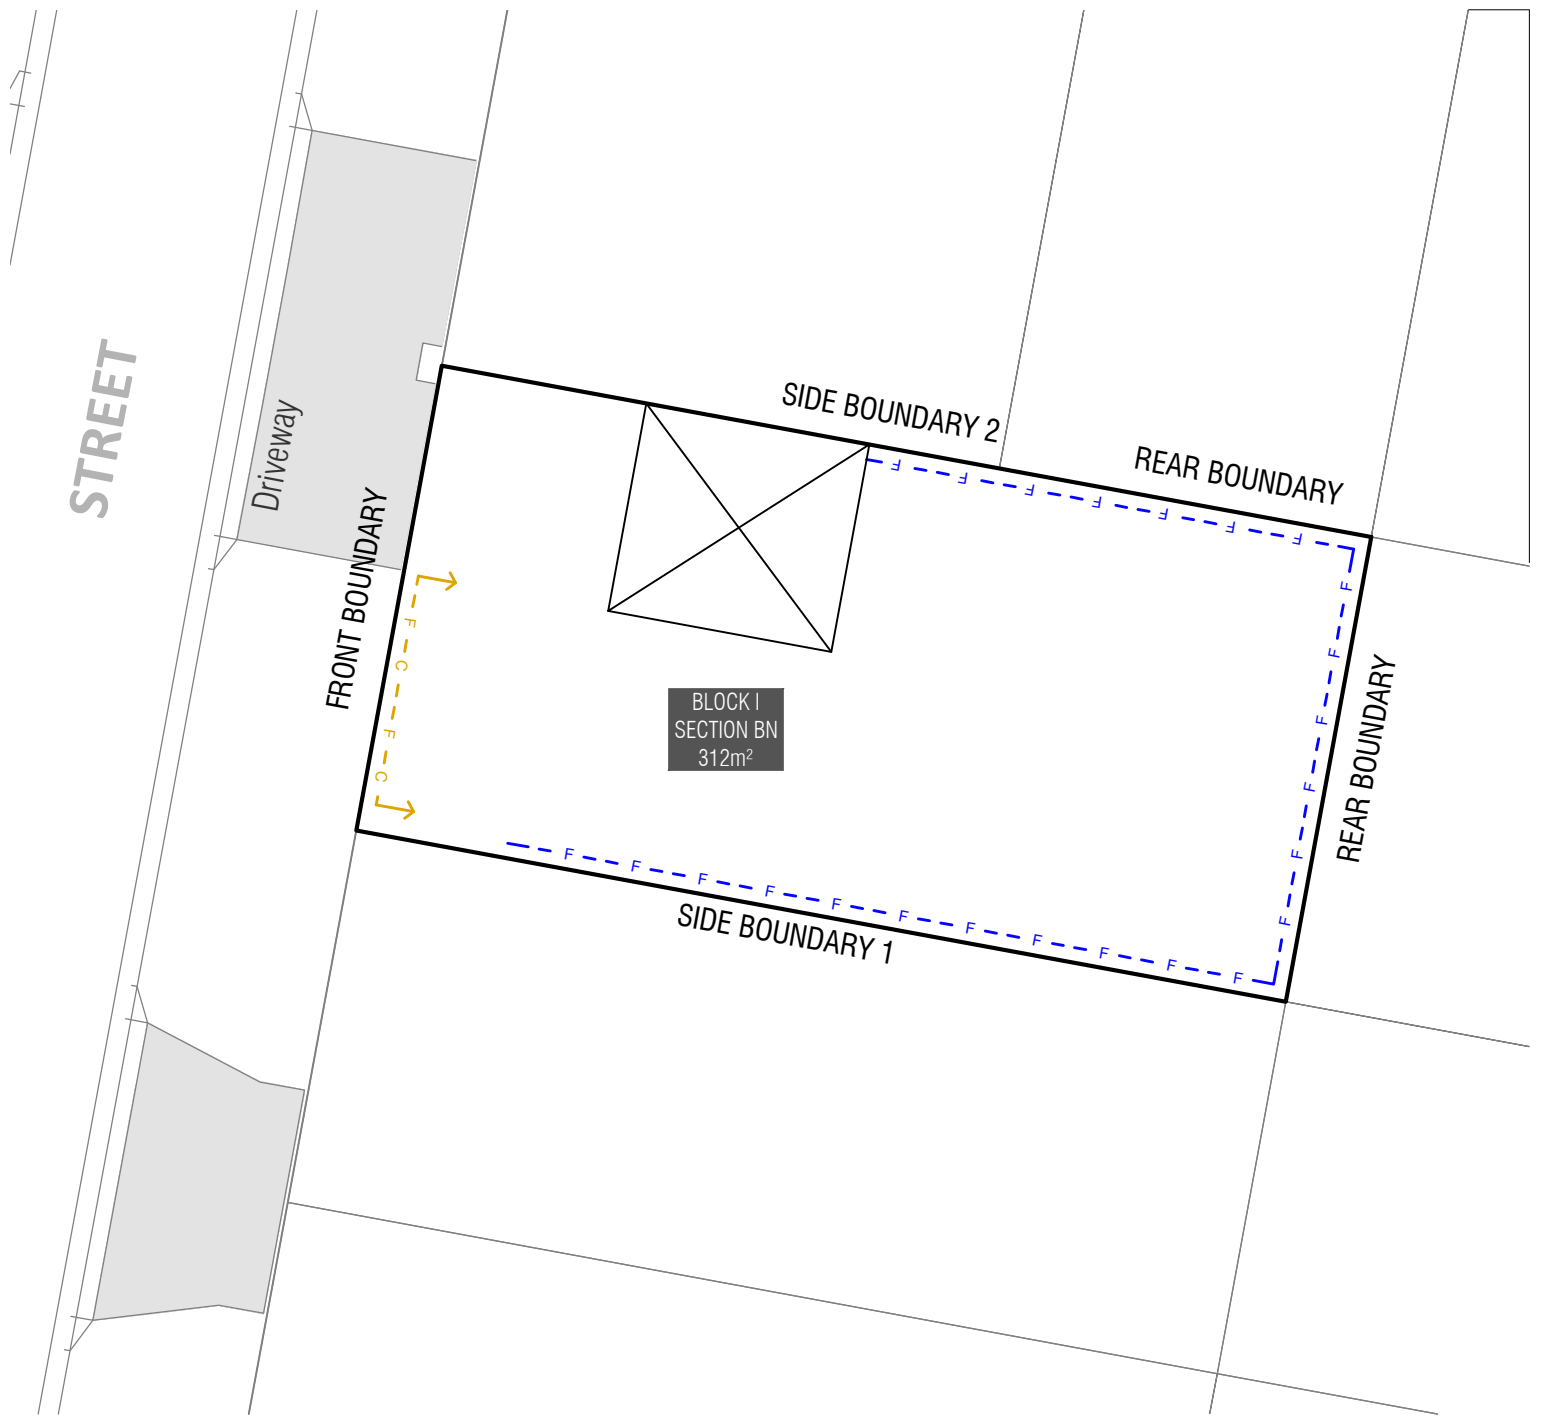 STREET
Driveway
FRONT BOUNDARY
SIDE BOUNDARY 2
REAR BOUNDARY
F F F F F F F
F
F
F
F
F
F
REAR BOUNDARY
F
C
F
C
BLOCK I
SECTION BN
312m²
F F F F F F F F F F F
SIDE BOUNDARY 1